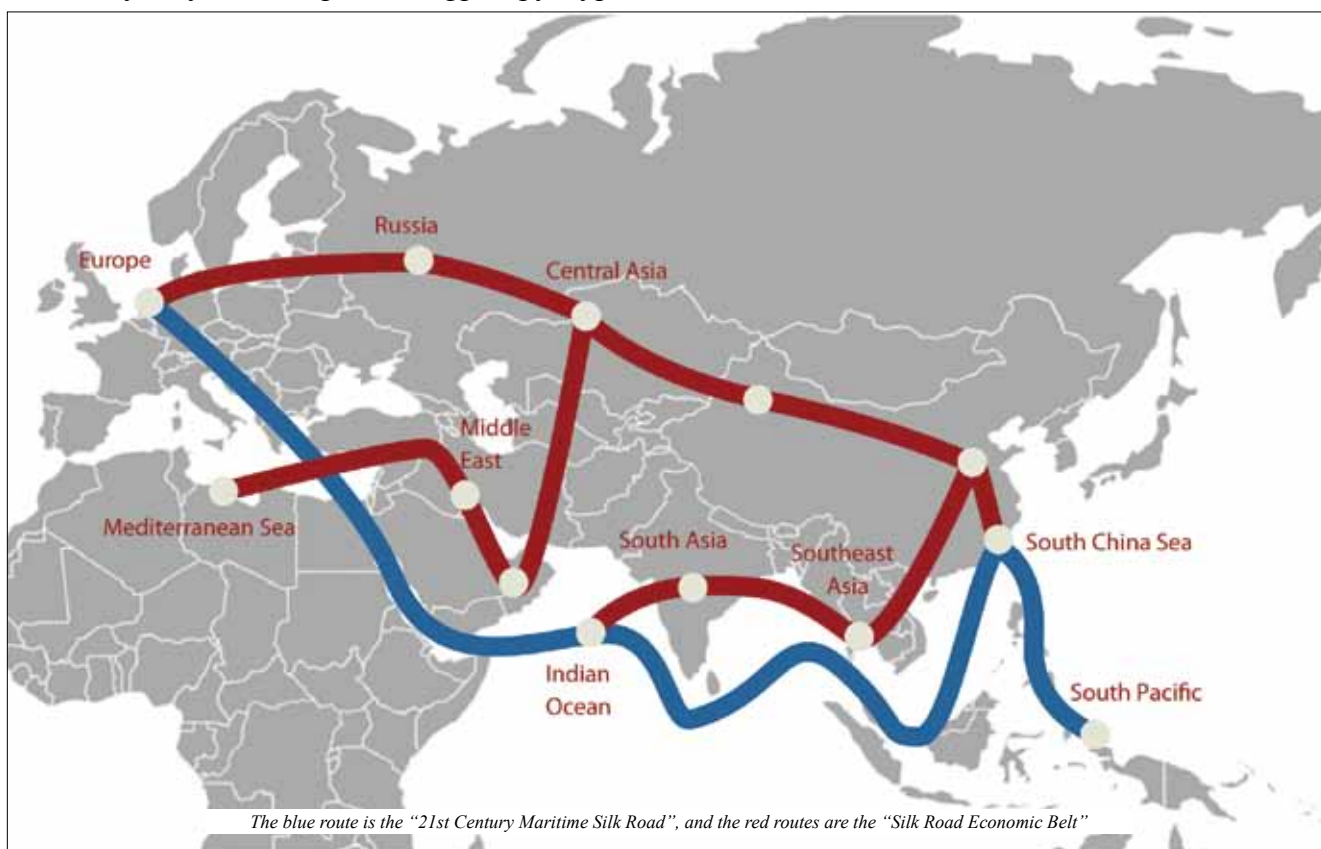 Russia
Europe
Central Asia
Middle
East
Mediterranean Sea
South Asia
Southeast
Asia
South China Sea
Indian
Ocean
South Pacific
The blue route is the “21st Century Maritime Silk Road”, and the red routes are the “Silk Road Economic Belt”